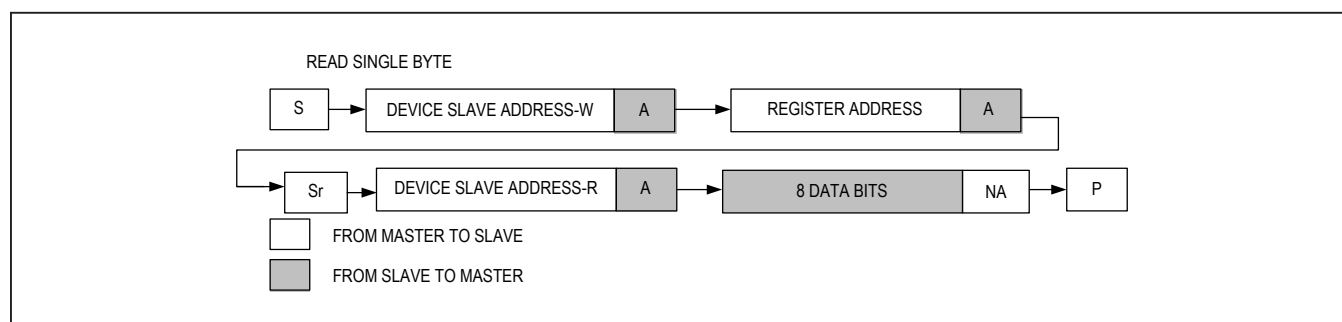 READ SINGLE BYTE
S DEVICE SLAVE ADDRESS-W A REGISTER ADDRESS A
Sr DEVICE SLAVE ADDRESS-R A 8 DATA BITS NA P
FROM MASTER TO SLAVE
FROM SLAVE TO MASTER